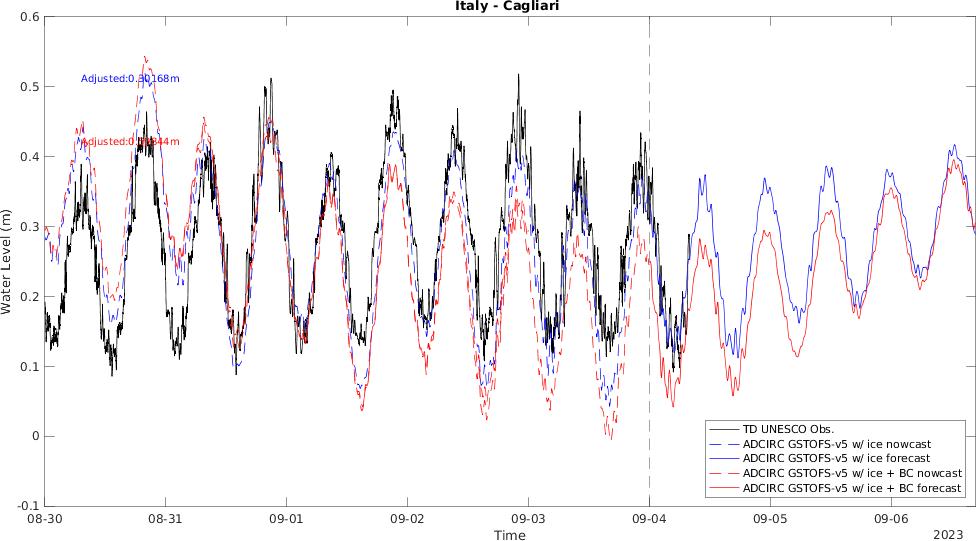 Italy - Cagliari
0.6
0.5
0.4
0.3
0.2
0.1
0
-0.1
Water Level (m)
Adjusted:0.30168m
08-30 08-31 09-01 09-02 09-03 09-04 09-05 09-06
Time
2023
TD UNESCO Obs.
ADCIRC GSTOFS-v5 w/ ice nowcast
ADCIRC GSTOFS-v5 w/ ice forecast
ADCIRC GSTOFS-v5 w/ ice + BC nowcast
ADCIRC GSTOFS-v5 w/ ice + BC forecast